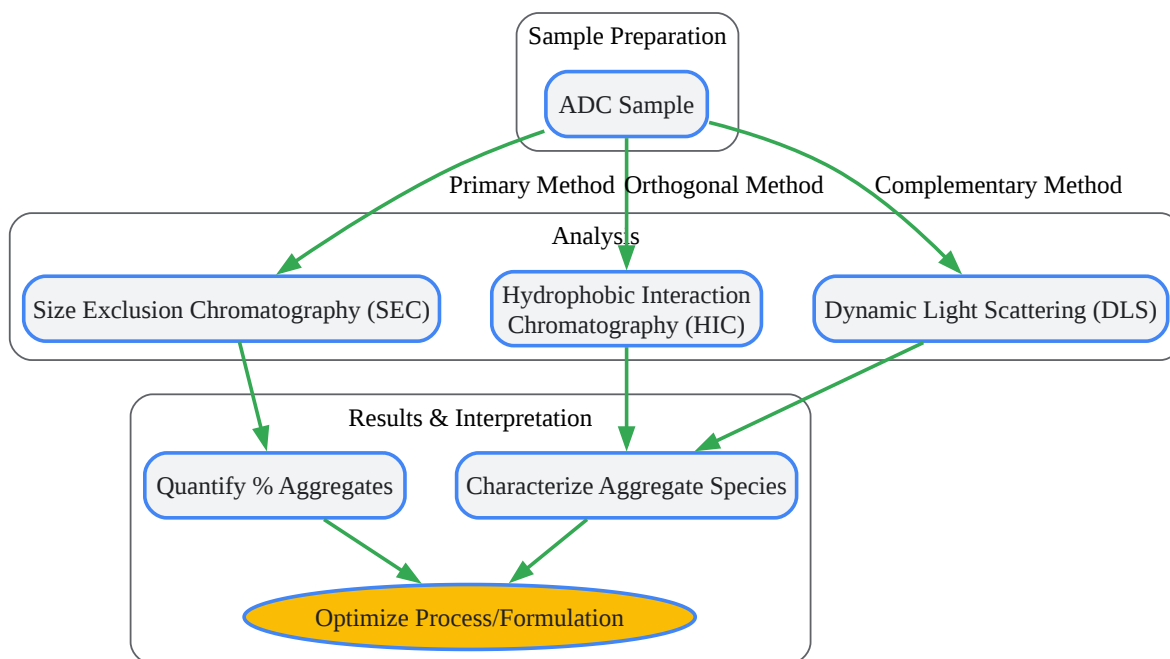 Sample Preparation
ADC Sample
Primary Method
Orthogonal Method
Complementary Method
Analysis
Size Exclusion Chromatography (SEC)
Hydrophobic Interaction
Chromatography (HIC)
Dynamic Light Scattering (DLS)
Results & Interpretation
Quantify % Aggregates
Characterize Aggregate Species
Optimize Process/Formulation